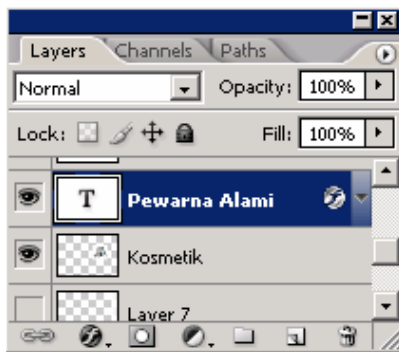 Layers Channels Paths
Normal Opacity: 100%
Lock: Fill: 100%
T Pewarna Alami
Kosmetik
Layer 7